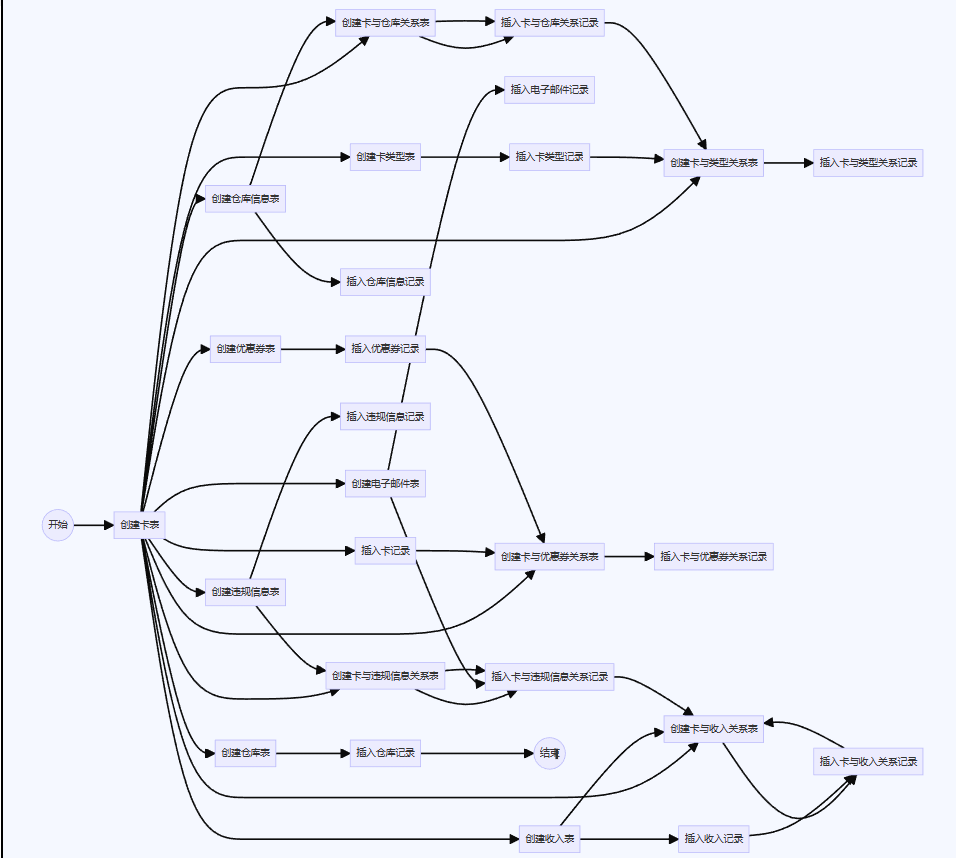 创建卡与仓库关系表
插入卡与仓库关系记录
插入电子邮件记录
创建卡类型表
插入卡类型记录
创建卡与类型关系表
插入卡与类型关系记录
创建仓库信息表
插入仓库信息记录
创建优惠券表
插入优惠券记录
插入违规信息记录
创建电子邮件表
开始
创建卡表
插入卡记录
创建卡与优惠券关系表
插入卡与优惠券关系记录
创建违规信息表
创建卡与违规信息关系表
插入卡与违规信息关系记录
创建卡与收入关系表
创建仓库表
插入仓库记录
结束
插入卡与收入关系记录
创建收入表
插入收入记录